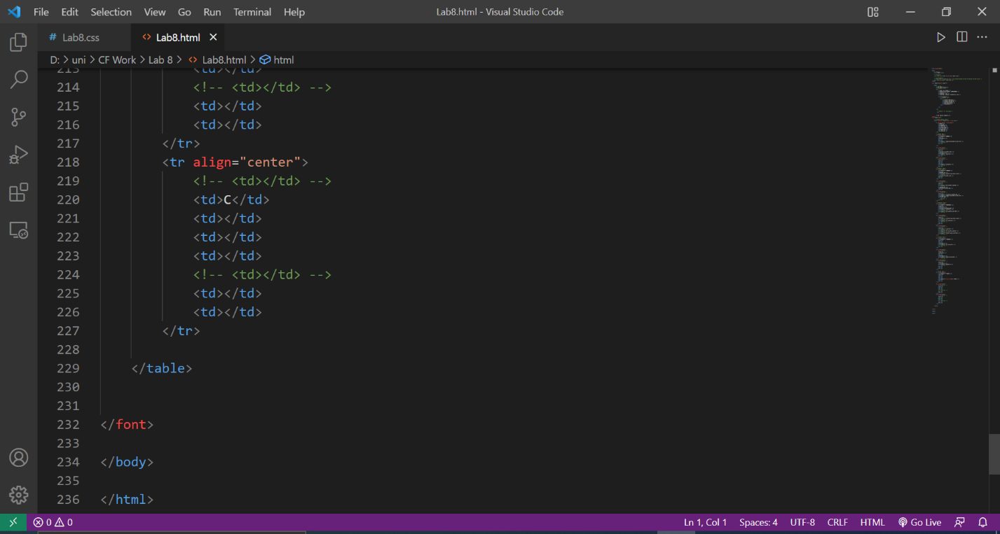 File Edit Selection View Go Run Terminal Help Lab8.html - Visual Studio Code
# Lab8.css <> Lab8.html
D: > uni > CF Work > Lab 8 > <> Lab8.html > html
213 <td></td>
214 <!-- <td></td> -->
215 <td></td>
216 <td></td>
217 </tr>
218 <tr align="center">
219 <!-- <td></td> -->
220 <td>C</td>
221 <td></td>
222 <td></td>
223 <td></td>
224 <!-- <td></td> -->
225 <td></td>
226 <td></td>
227 </tr>
228
229 </table>
230
231
232 </font>
233
234 </body>
235
236 </html>
0 0 Ln 1, Col 1 Spaces: 4 UTF-8 CRLF HTML Go Live